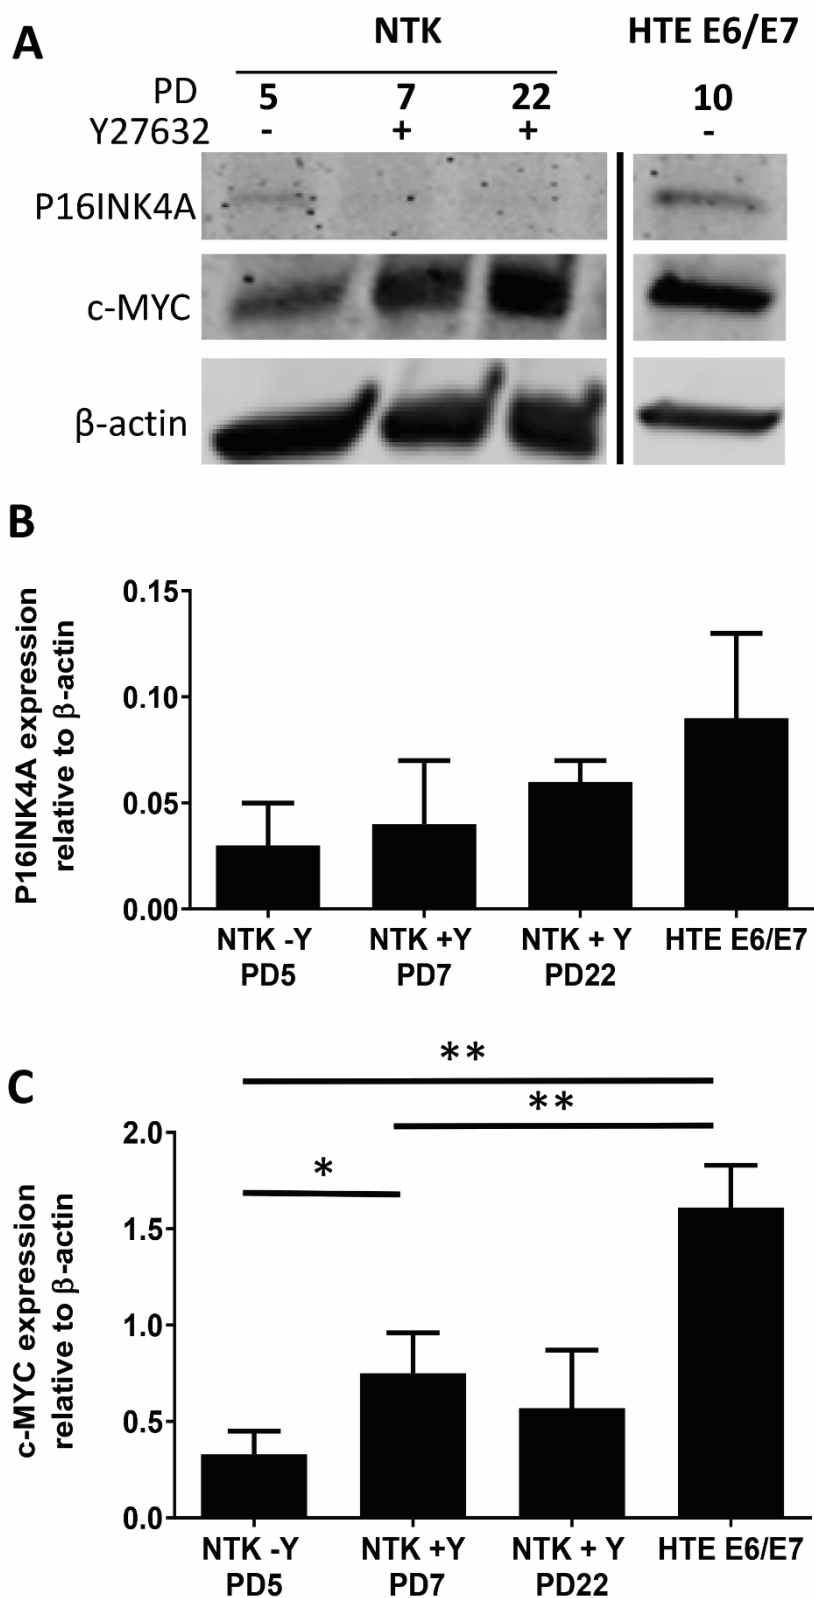 A
NTK HTE E6/E7
PD 5 7 22 10
Y27632 - + + -
P16INK4A
c-MYC
β-actin
B
P16INK4A expression
relative to β-actin
0.15
0.10
0.05
0.00
NTK -Y NTK +Y NTK + Y HTE E6/E7
PD5 PD7 PD22
C
**
**
*
c-MYC expression
relative to β-actin
2.0
1.5
1.0
0.5
0.0
NTK -Y NTK +Y NTK + Y HTE E6/E7
PD5 PD7 PD22